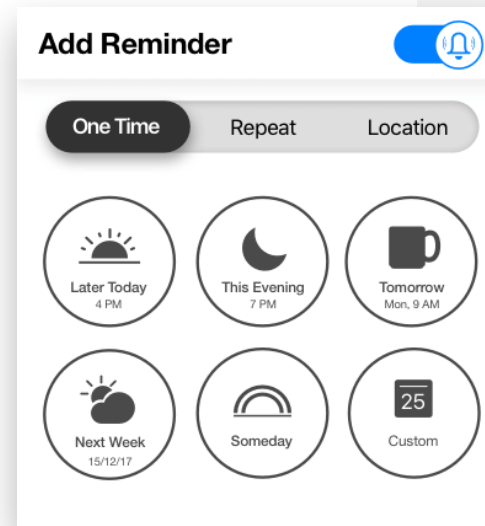 Add Reminder
One Time Repeat Location
Later Today This Evening Tomorrow
4 PM 7 PM Mon, 9 AM
25
Next Week Someday Custom
15/12/17